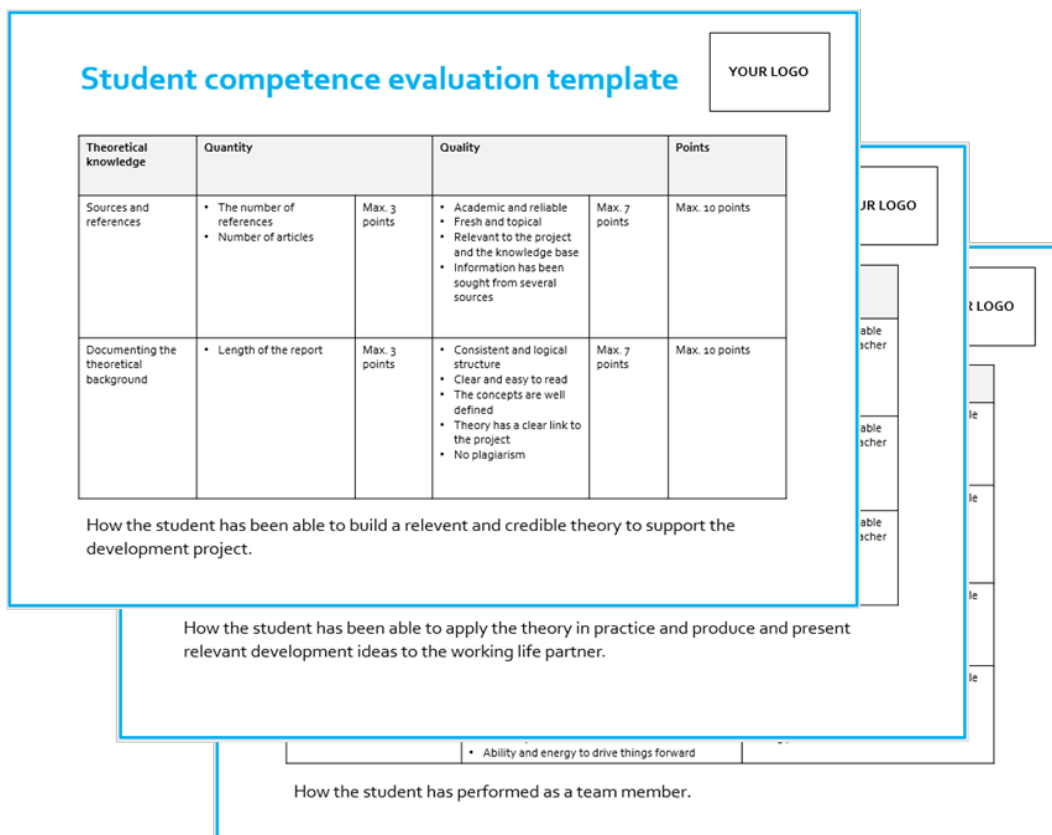 Student competence evaluation template
YOUR LOGO
Theoretical
knowledge
Quantity
Quality
Points
Sources and
references
• The number of
references
• Number of articles
Max. 3
points
• Academic and reliable
• Fresh and topical
• Relevant to the project
and the knowledge base
• Information has been
sought from several
sources
Max. 7
points
Max. 10 points
Documenting the
theoretical
background
• Length of the report
Max. 3
points
• Consistent and logical
structure
• Clear and easy to read
• The concepts are well
defined
• Theory has a clear link to
the project
• No plagiarism
Max. 7
points
Max. 10 points
How the student has been able to build a relevent and credible theory to support the
development project.
LOGO
How the student has been able to apply the theory in practice and produce and present
relevant development ideas to the working life partner.
LOGO
• Ability and energy to drive things forward
How the student has performed as a team member.